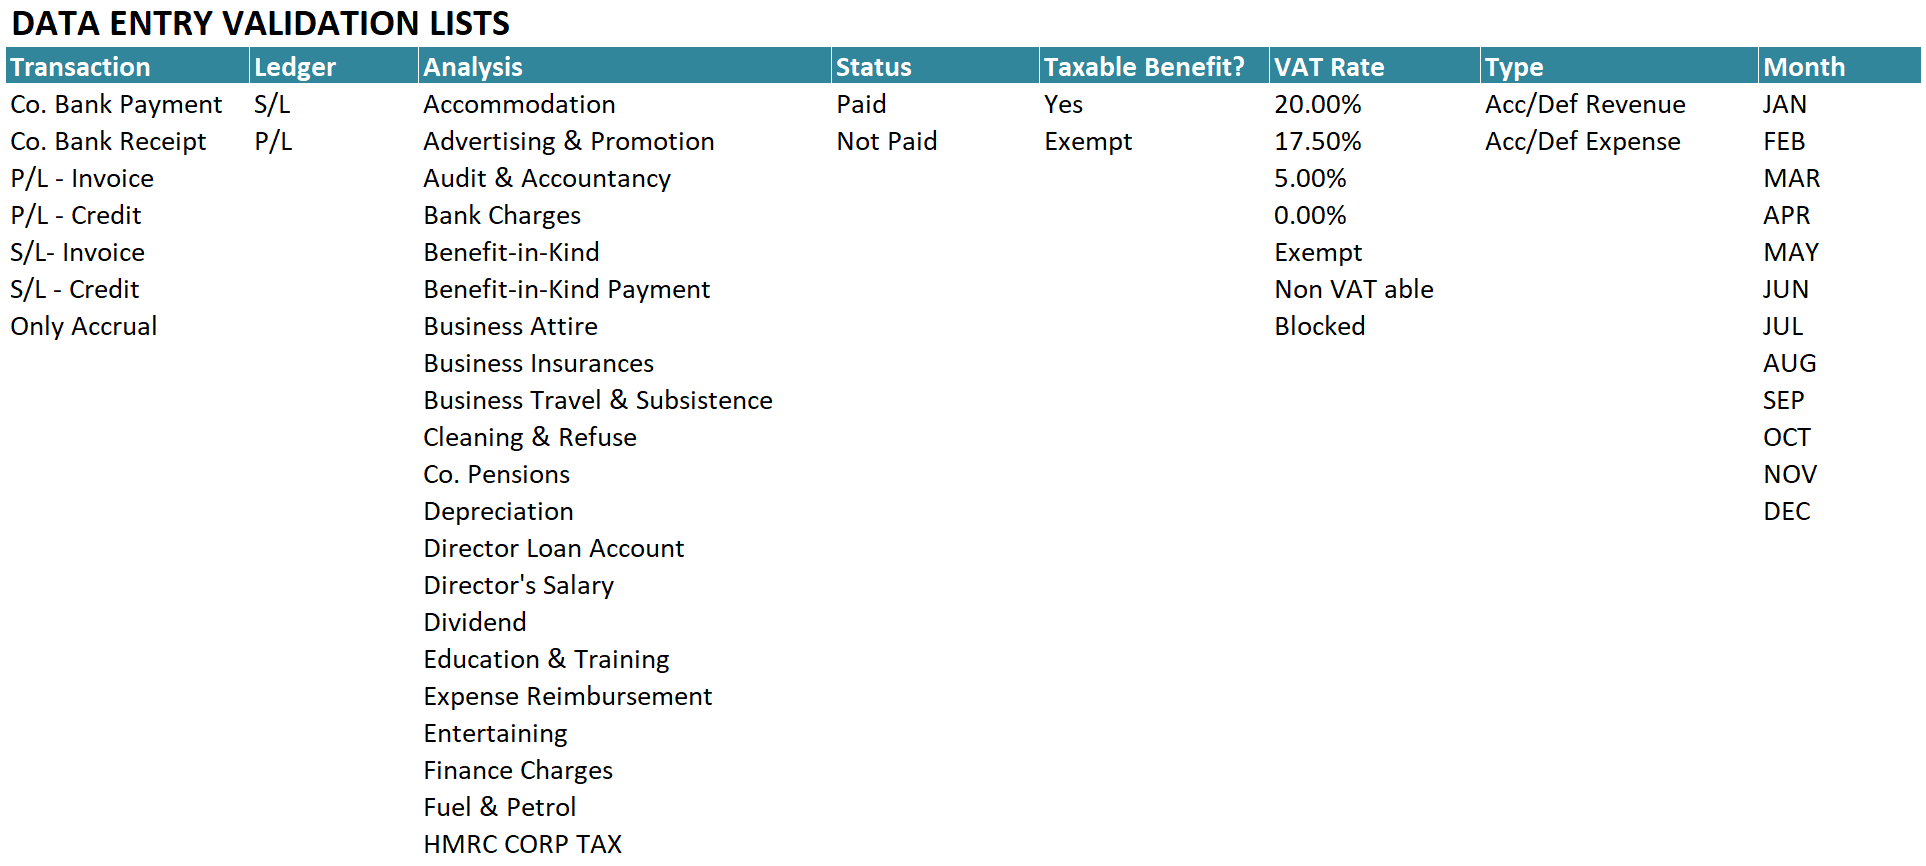 DATA ENTRY VALIDATION LISTS
Transaction Ledger Analysis Status Taxable Benefit? VAT Rate Type Month
Co. Bank Payment S/L Accommodation Paid Yes 20.00% Acc/Def Revenue JAN
Co. Bank Receipt P/L Advertising & Promotion Not Paid Exempt 17.50% Acc/Def Expense FEB
P/L - Invoice Audit & Accountancy 5.00% MAR
P/L - Credit Bank Charges 0.00% APR
S/L- Invoice Benefit-in-Kind Exempt MAY
S/L - Credit Benefit-in-Kind Payment Non VAT able JUN
Only Accrual Business Attire Blocked JUL
Business Insurances AUG
Business Travel & Subsistence SEP
Cleaning & Refuse OCT
Co. Pensions NOV
Depreciation DEC
Director Loan Account
Director's Salary
Dividend
Education & Training
Expense Reimbursement
Entertaining
Finance Charges
Fuel & Petrol
HMRC CORP TAX